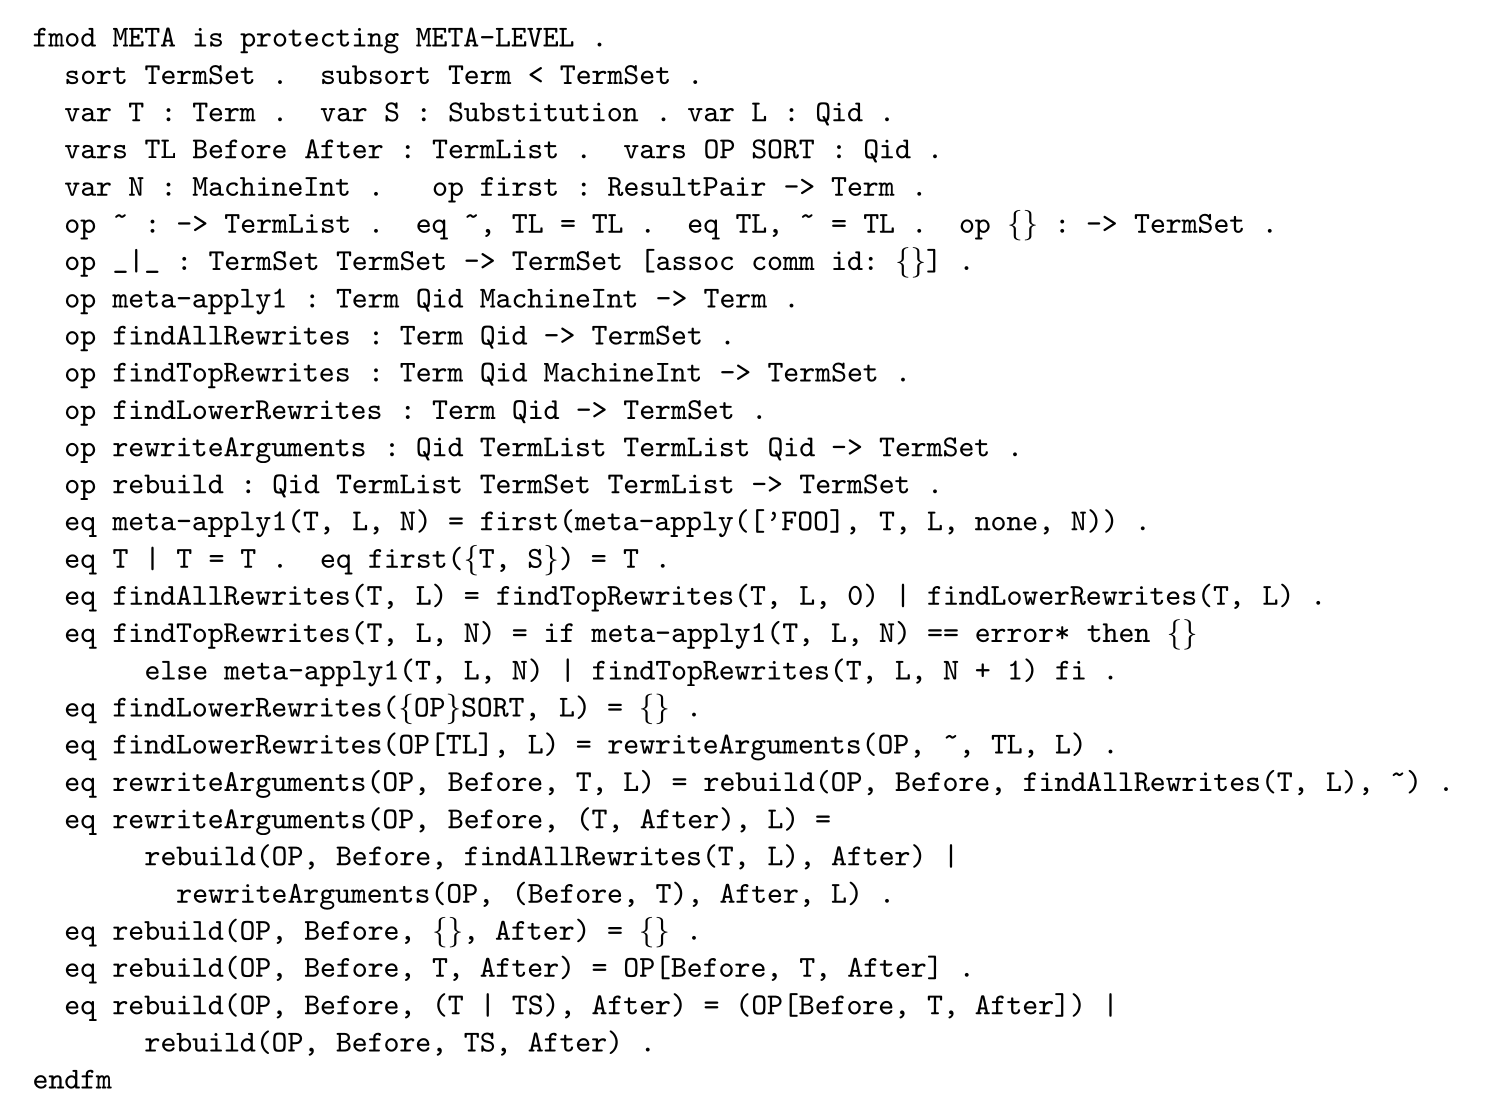 fmod META is protecting META-LEVEL .
  sort TermSet .  subsort Term < TermSet .
  var T : Term .  var S : Substitution . var L : Qid .
  vars TL Before After : TermList .  vars OP SORT : Qid .
  var N : MachineInt .   op first : ResultPair -> Term .
  op ~ : -> TermList .  eq ~, TL = TL .  eq TL, ~ = TL .  op {} : -> TermSet .
  op _|_ : TermSet TermSet -> TermSet [assoc comm id: {}] .
  op meta-apply1 : Term Qid MachineInt -> Term .
  op findAllRewrites : Term Qid -> TermSet .
  op findTopRewrites : Term Qid MachineInt -> TermSet .
  op findLowerRewrites : Term Qid -> TermSet .
  op rewriteArguments : Qid TermList TermList Qid -> TermSet .
  op rebuild : Qid TermList TermSet TermList -> TermSet .
  eq meta-apply1(T, L, N) = first(meta-apply(['FOO], T, L, none, N)) .
  eq T | T = T .  eq first({T, S}) = T .
  eq findAllRewrites(T, L) = findTopRewrites(T, L, 0) | findLowerRewrites(T, L) .
  eq findTopRewrites(T, L, N) = if meta-apply1(T, L, N) == error* then {}
       else meta-apply1(T, L, N) | findTopRewrites(T, L, N + 1) fi .
  eq findLowerRewrites({OP}SORT, L) = {} .
  eq findLowerRewrites(OP[TL], L) = rewriteArguments(OP, ~, TL, L) .
  eq rewriteArguments(OP, Before, T, L) = rebuild(OP, Before, findAllRewrites(T, L), ~) .
  eq rewriteArguments(OP, Before, (T, After), L) =
       rebuild(OP, Before, findAllRewrites(T, L), After) |
         rewriteArguments(OP, (Before, T), After, L) .
  eq rebuild(OP, Before, {}, After) = {} .
  eq rebuild(OP, Before, T, After) = OP[Before, T, After] .
  eq rebuild(OP, Before, (T | TS), After) = (OP[Before, T, After]) |
       rebuild(OP, Before, TS, After) .
endfm